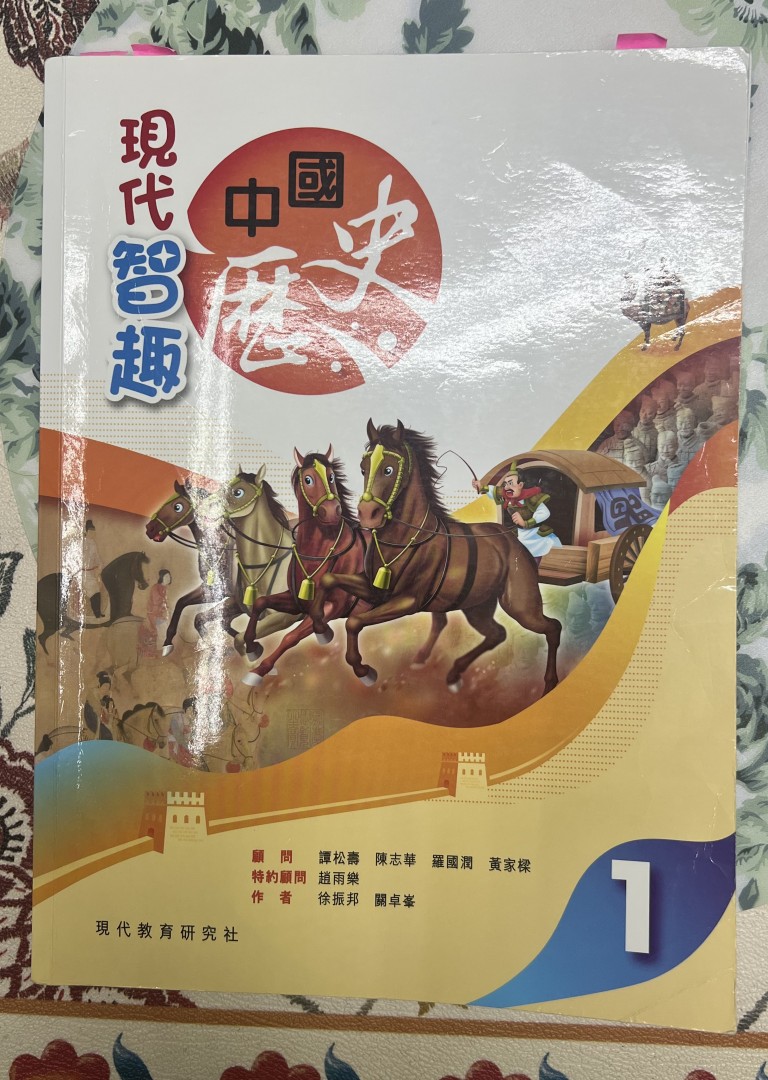 現代
智趣
中國
歷史
顧 問 譚松壽 陳志華 羅國潤 黃家樑
特約顧問 趙雨樂
作 者 徐振邦 關卓峯
現代教育研究社
1